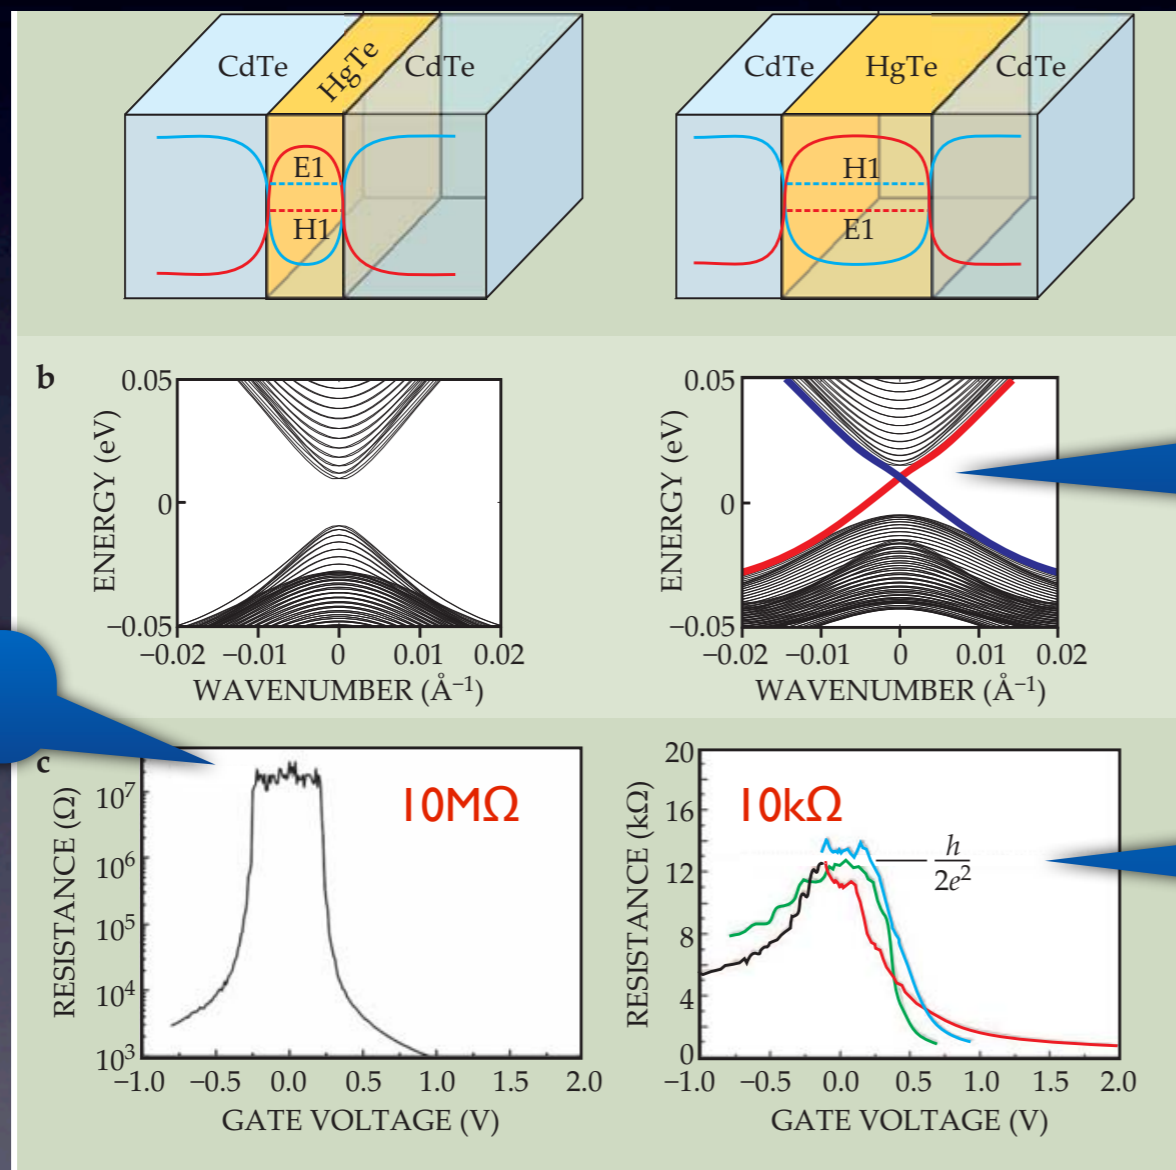 CdTe HgTe CdTe
E1
H1
CdTe HgTe CdTe
H1
E1
b
0.05
0
−0.05
ENERGY (eV)
−0.02 −0.01 0 0.01 0.02
WAVENUMBER (Å⁻¹)
0.05
0
−0.05
ENERGY (eV)
−0.02 −0.01 0 0.01 0.02
WAVENUMBER (Å⁻¹)
c
10⁷
10⁶
10⁵
10⁴
10³
RESISTANCE (Ω)
10MΩ
−1.0 −0.5 0.0 0.5 1.0 1.5 2.0
GATE VOLTAGE (V)
20
16
12
8
4
0
RESISTANCE (kΩ)
10kΩ
h
2e²
−1.0 −0.5 0 0.5 1.0 1.5 2.0
GATE VOLTAGE (V)